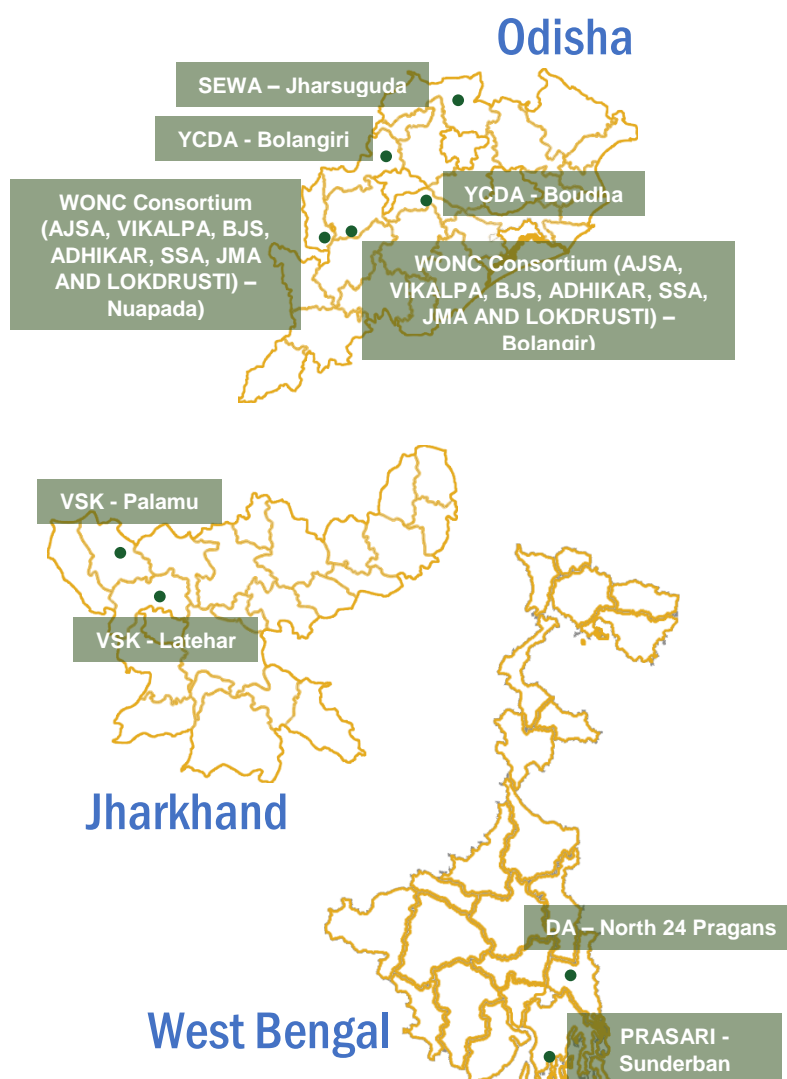 Odisha
SEWA – Jharsuguda
YCDA - Bolangiri
YCDA - Boudha
WONC Consortium
(AJSA, VIKALPA, BJS,
ADHIKAR, SSA, JMA
AND LOKDRUSTI) –
Nuapada)
WONC Consortium (AJSA,
VIKALPA, BJS, ADHIKAR, SSA,
JMA AND LOKDRUSTI) –
Bolangir)
VSK - Palamu
VSK - Latehar
Jharkhand
DA – North 24 Pragans
West Bengal
PRASARI -
Sunderban